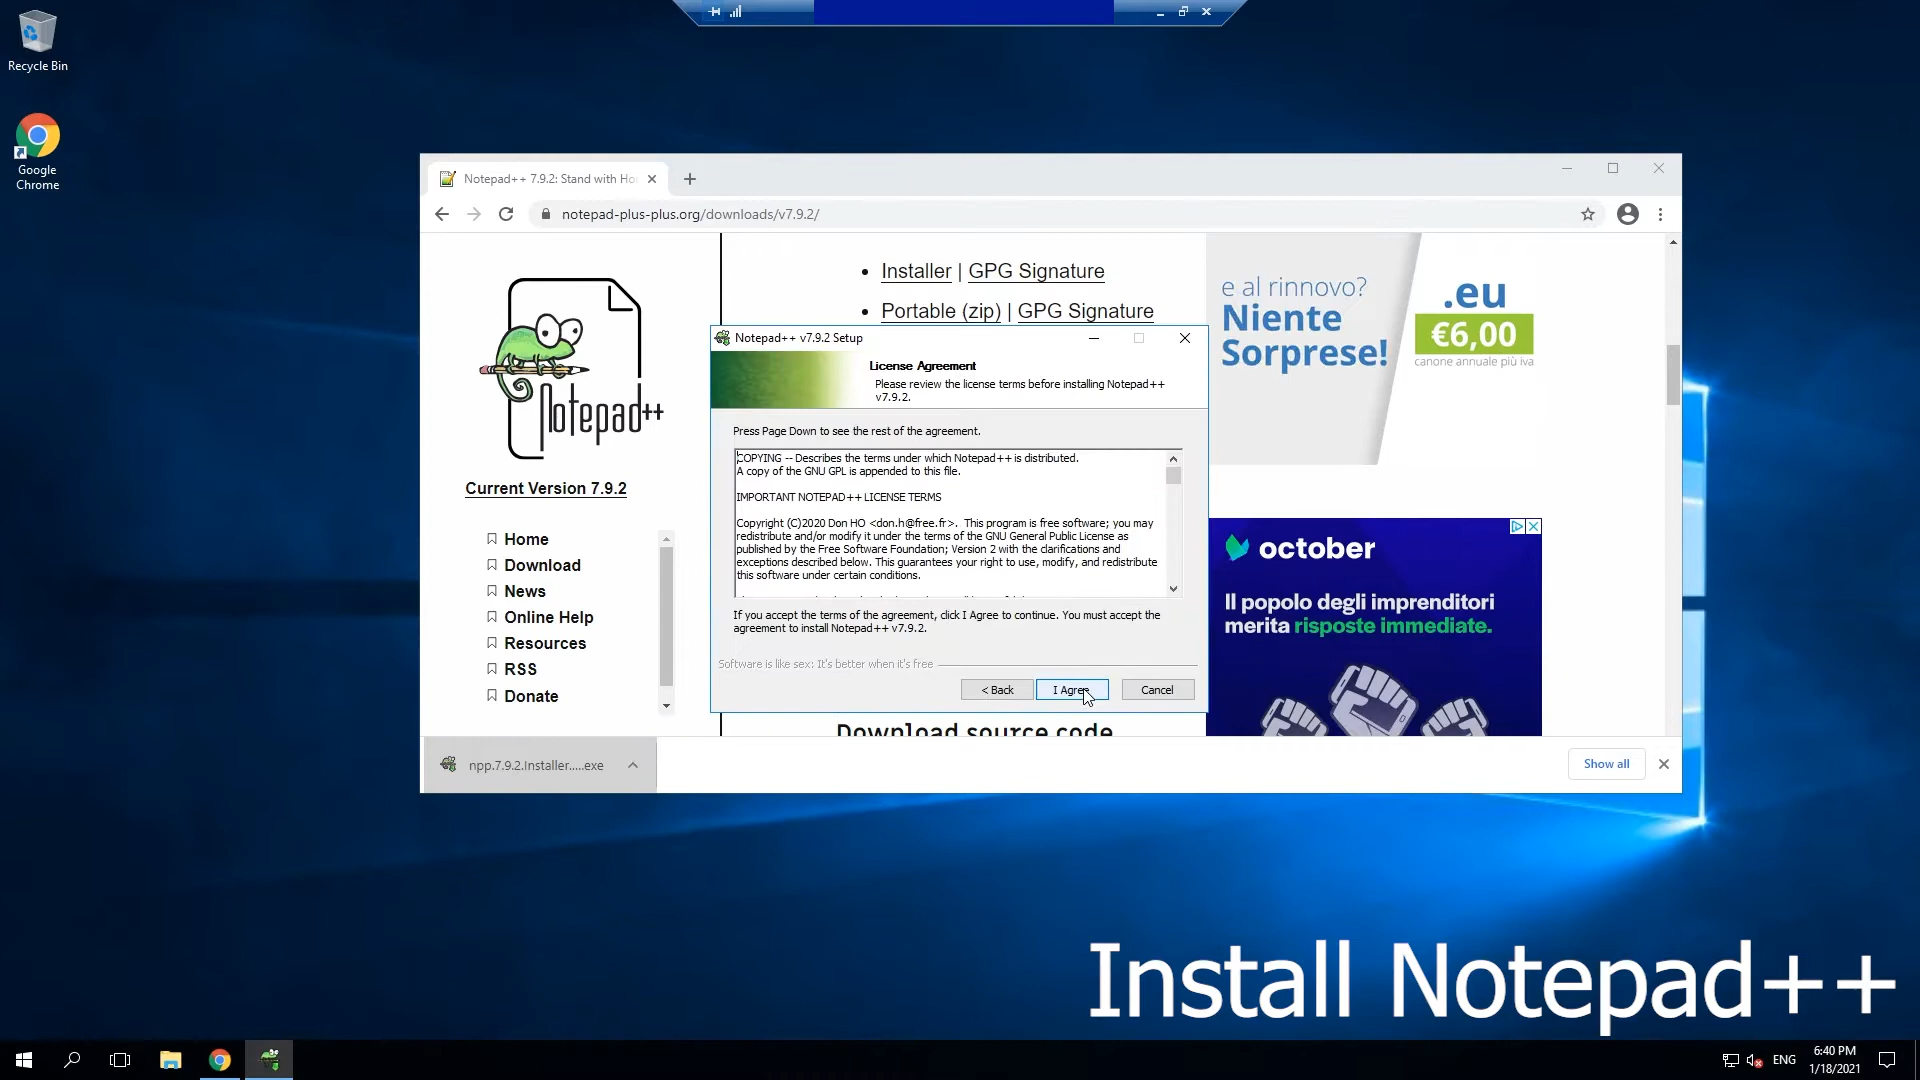 Recycle Bin
Google
Chrome
Notepad++ 7.9.2: Stand with Ho
notepad-plus-plus.org/downloads/v7.9.2/
Notepad++
Current Version 7.9.2
Home
Download
News
Online Help
Resources
RSS
Donate
Installer | GPG Signature
Portable (zip) | GPG Signature
Notepad++ v7.9.2 Setup
License Agreement
Please review the license terms before installing Notepad++
v7.9.2.
Press Page Down to see the rest of the agreement.
COPYING -- Describes the terms under which Notepad++ is distributed.
A copy of the GNU GPL is appended to this file.
IMPORTANT NOTEPAD++ LICENSE TERMS
Copyright (C)2020 Don HO <don.h@free.fr>.  This program is free software; you may
redistribute and/or modify it under the terms of the GNU General Public License as
published by the Free Software Foundation; Version 2 with the clarifications and
exceptions described below. This guarantees your right to use, modify, and redistribute
this software under certain conditions.
If you accept the terms of the agreement, click I Agree to continue. You must accept the
agreement to install Notepad++ v7.9.2.
Software is like sex: It's better when it's free
< Back
I Agree
Cancel
Download source code
e al rinnovo?
Niente
Sorprese!
.eu
€6,00
canone annuale più iva
october
Il popolo degli imprenditori
merita risposte immediate.
npp.7.9.2.Installer.....exe
Show all
Install Notepad++
ENG
6:40 PM
1/18/2021